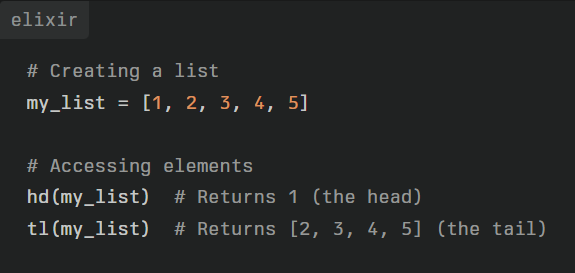 elixir
# Creating a list
my_list = [1, 2, 3, 4, 5]
# Accessing elements
hd(my_list)  # Returns 1 (the head)
tl(my_list)  # Returns [2, 3, 4, 5] (the tail)